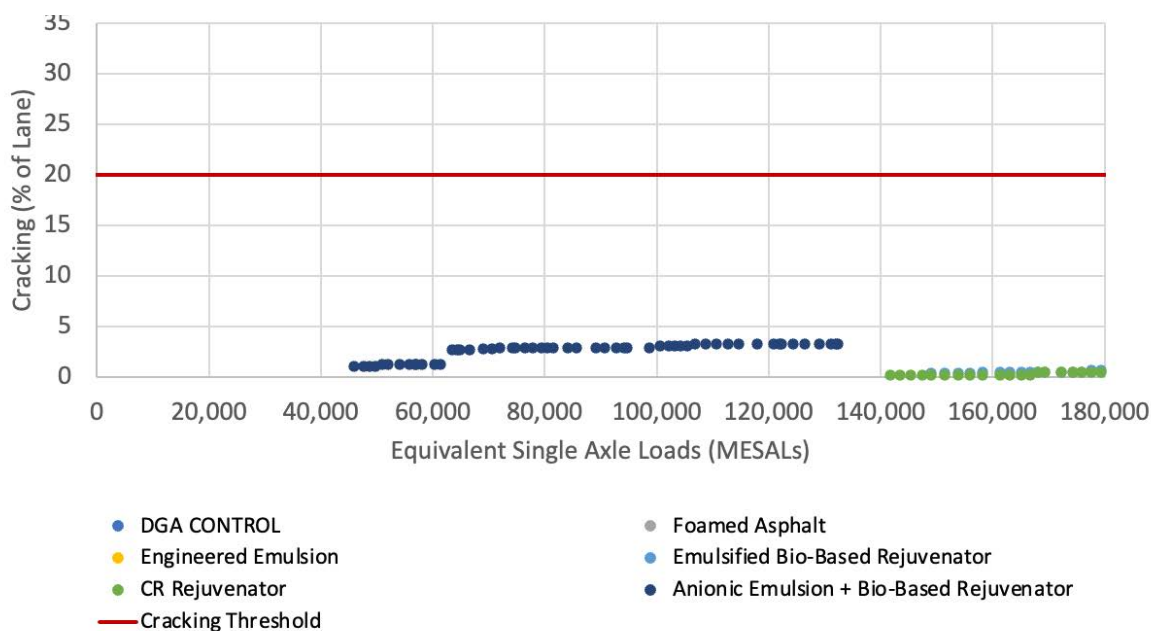 35
30
25
20
15
10
5
0
Cracking (% of Lane)
0 20,000 40,000 60,000 80,000 100,000 120,000 140,000 160,000 180,000
Equivalent Single Axle Loads (MESALs)
DGA CONTROL Foamed Asphalt
Engineered Emulsion Emulsified Bio-Based Rejuvenator
CR Rejuvenator Anionic Emulsion + Bio-Based Rejuvenator
Cracking Threshold